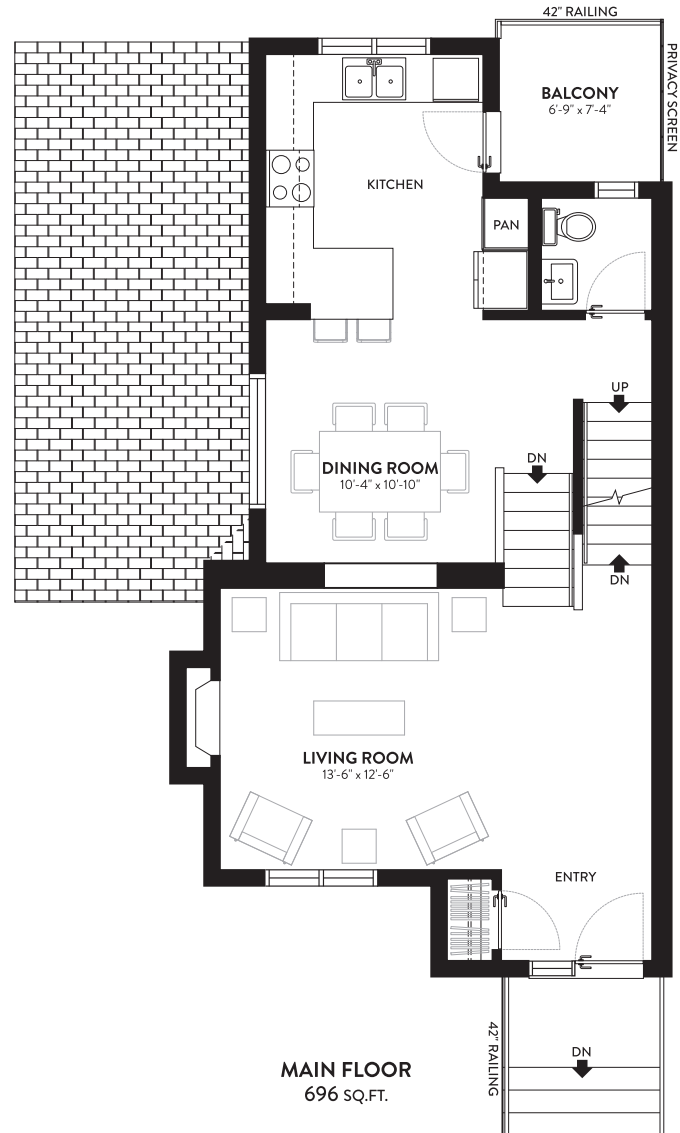 42" RAILING
PRIVACY SCREEN
BALCONY
6'-9" x 7'-4"
KITCHEN
PAN
UP
DN
DINING ROOM
10'-4" x 10'-10"
DN
LIVING ROOM
13'-6" x 12'-6"
ENTRY
42" RAILING
DN
MAIN FLOOR
696 SQ.FT.